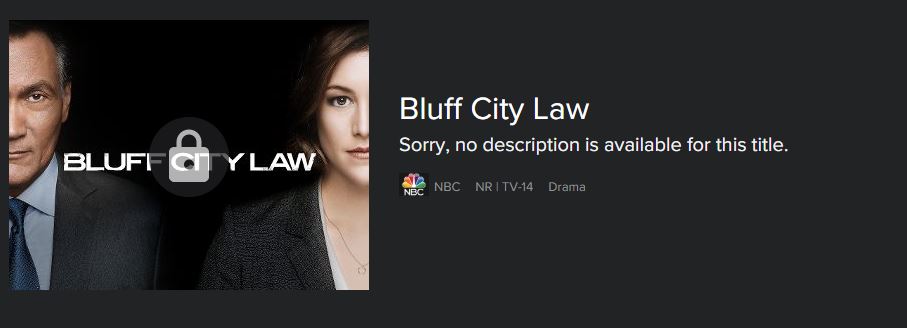 BLUFF CITY LAW
Bluff City Law
Sorry, no description is available for this title.
NBC NBC NR | TV-14 Drama